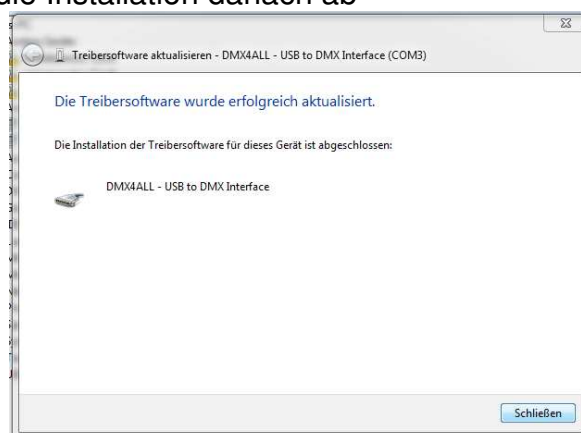 die Installation danach ab
Treibersoftware aktualisieren - DMX4ALL - USB to DMX Interface (COM3)
Die Treibersoftware wurde erfolgreich aktualisiert.
Die Installation der Treibersoftware für dieses Gerät ist abgeschlossen:
DMX4ALL - USB to DMX Interface
Schließen